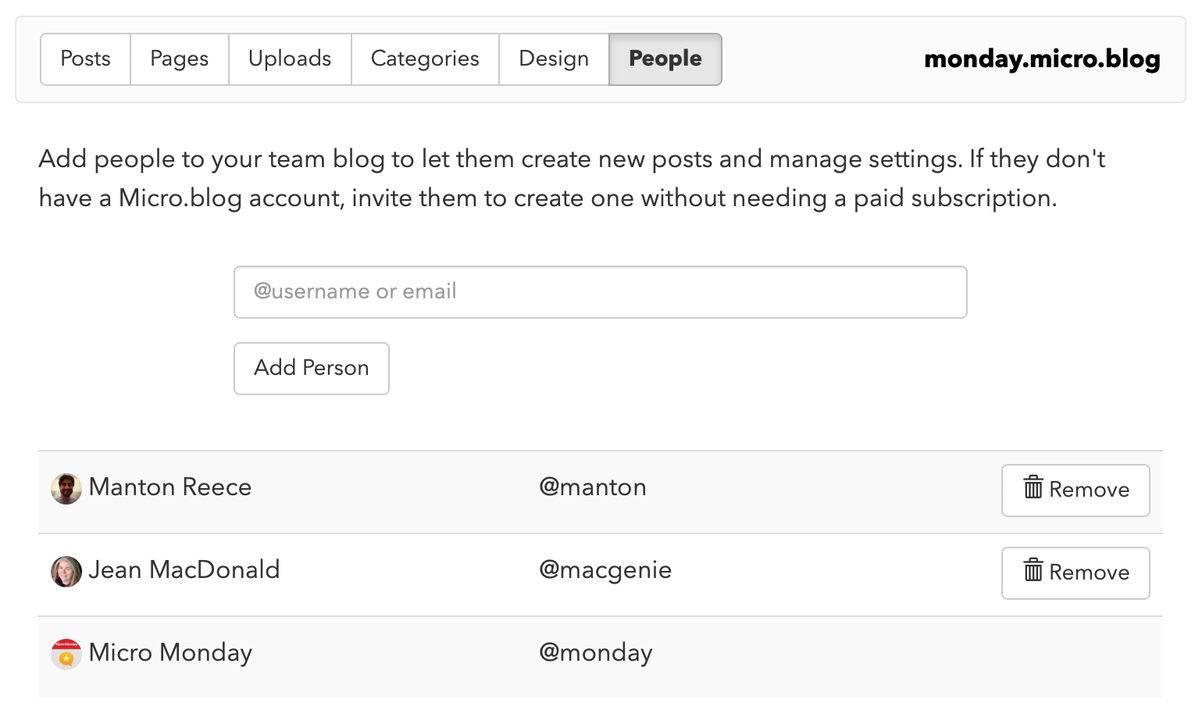 Posts Pages Uploads Categories Design People monday.micro.blog
Add people to your team blog to let them create new posts and manage settings. If they don't
have a Micro.blog account, invite them to create one without needing a paid subscription.
@username or email
Add Person
Manton Reece @manton Remove
Jean MacDonald @macgenie Remove
Micro Monday @monday